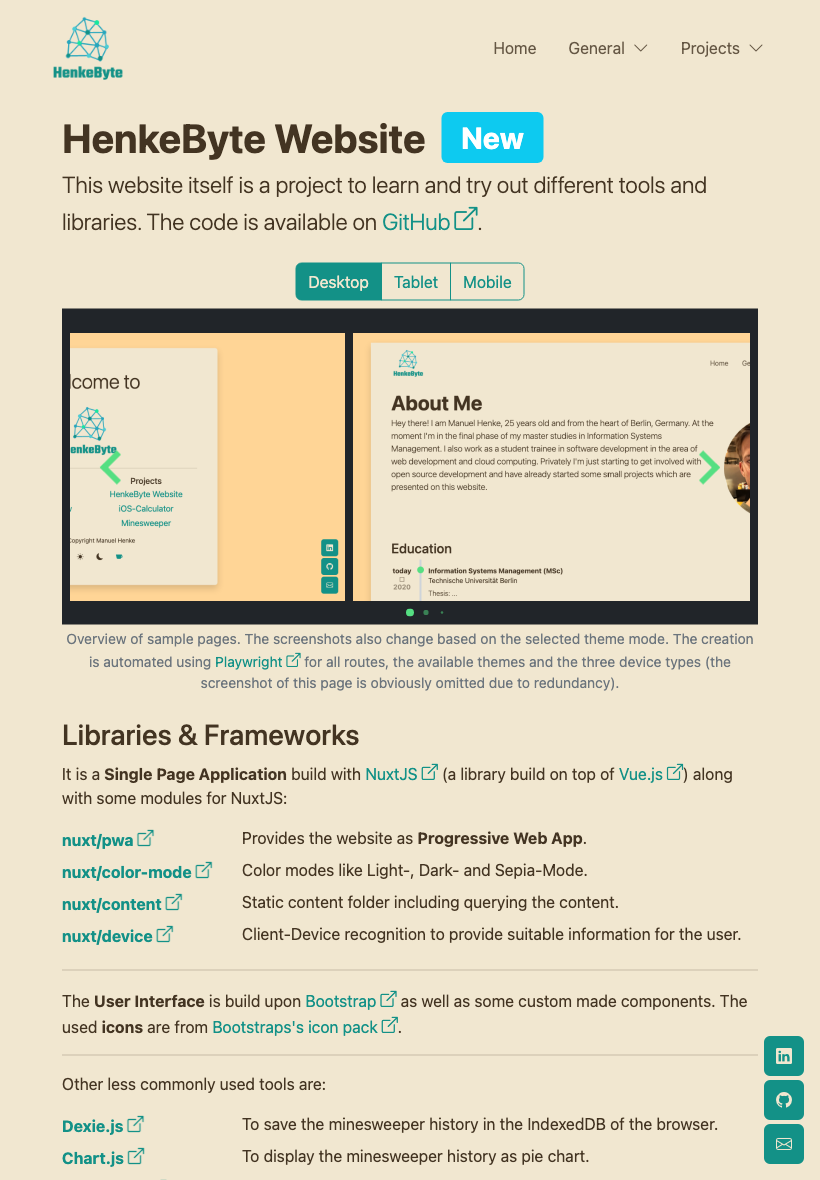 HenkeByte
Home
General
Projects
HenkeByte Website
New
This website itself is a project to learn and try out different tools and
libraries. The code is available on GitHub.
Desktop
Tablet
Mobile
lcome to
enkeByte
Projects
HenkeByte Website
iOS-Calculator
Minesweeper
Copyright Manuel Henke
HenkeByte
Home
Ge
About Me
Hey there! I am Manuel Henke, 25 years old and from the heart of Berlin, Germany. At the
moment I'm in the final phase of my master studies in Information Systems
Management. I also work as a student trainee in software development in the area of
web development and cloud computing. Privately I'm just starting to get involved with
open source development and have already started some small projects which are
presented on this website.
Education
today
2020
Information Systems Management (MSc)
Technische Universität Berlin
Thesis: ...
Overview of sample pages. The screenshots also change based on the selected theme mode. The creation
is automated using Playwright for all routes, the available themes and the three device types (the
screenshot of this page is obviously omitted due to redundancy).
Libraries & Frameworks
It is a Single Page Application build with NuxtJS (a library build on top of Vue.js) along
with some modules for NuxtJS:
nuxt/pwa Provides the website as Progressive Web App.
nuxt/color-mode Color modes like Light-, Dark- and Sepia-Mode.
nuxt/content Static content folder including querying the content.
nuxt/device Client-Device recognition to provide suitable information for the user.
The User Interface is build upon Bootstrap as well as some custom made components. The
used icons are from Bootstraps's icon pack.
Other less commonly used tools are:
Dexie.js To save the minesweeper history in the IndexedDB of the browser.
Chart.js To display the minesweeper history as pie chart.